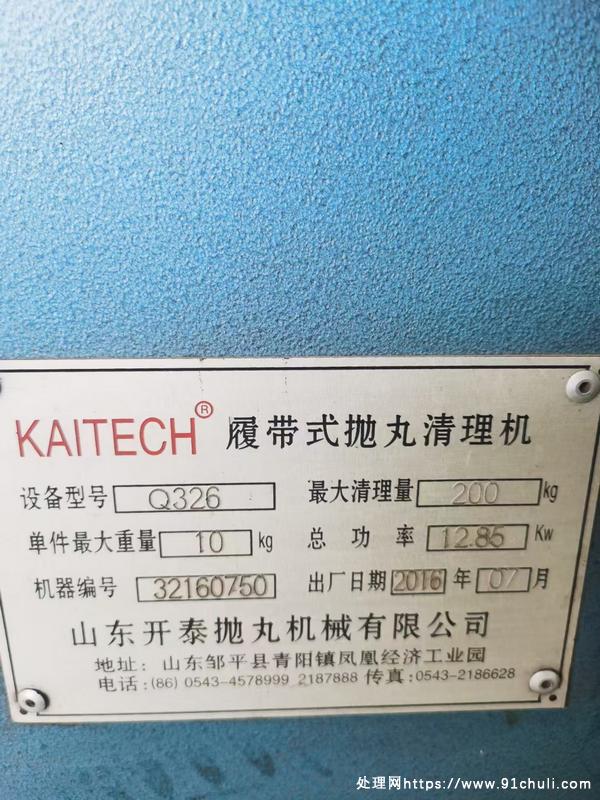 KAITECH® 履带式抛丸清理机
设备型号 Q326 最大清理量 200 kg
单件最大重量 10 kg 总功率 12.85 Kw
机器编号 32160750 出厂日期 2016 年 07 月
山东开泰抛丸机械有限公司
地址: 山东邹平县青阳镇凤凰经济工业园
电话:(86) 0543-4578999 2187888 传真:0543-2186628
处理网https://www.91chuli.com/